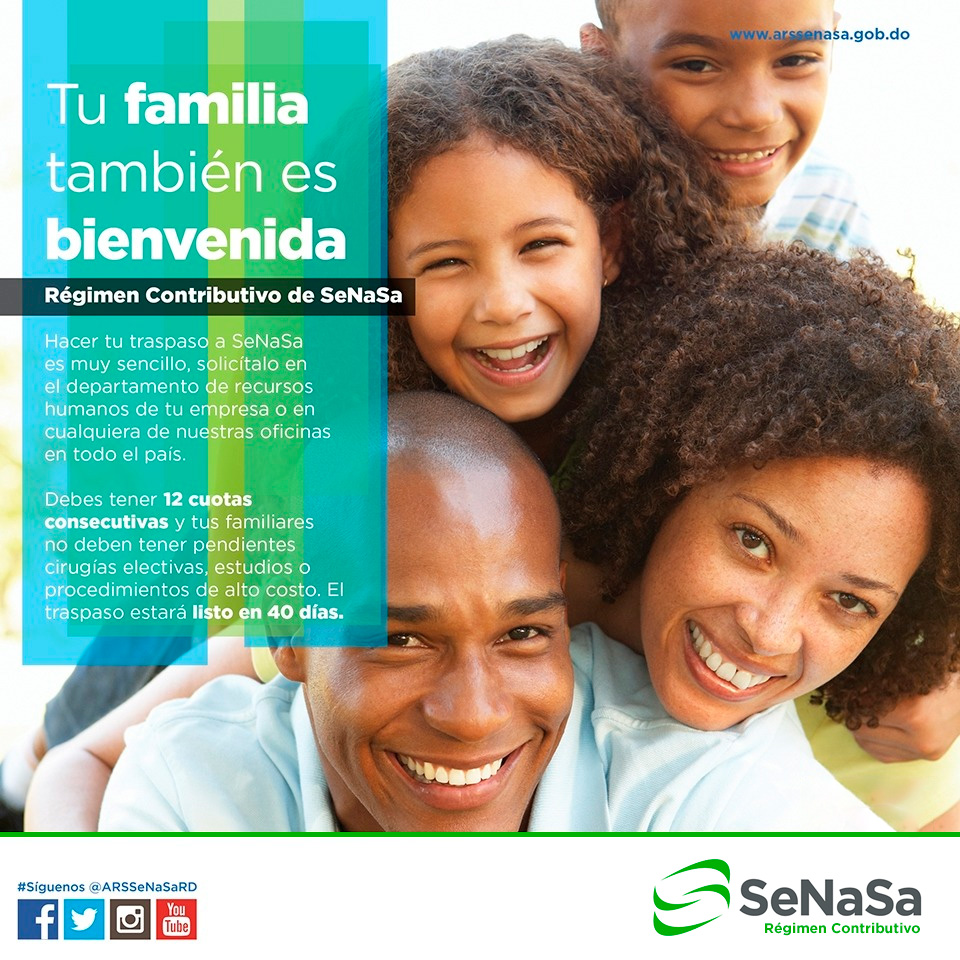 www.arssenasa.gob.do
Tu familia
también es
bienvenida
Régimen Contributivo de SeNaSa
Hacer tu traspaso a SeNaSa
es muy sencillo, solicítalo en
el departamento de recursos
humanos de tu empresa o en
cualquiera de nuestras oficinas
en todo el país.
Debes tener 12 cuotas
consecutivas y tus familiares
no deben tener pendientes
cirugías electivas, estudios o
procedimientos de alto costo. El
traspaso estará listo en 40 días.
#Síguenos @ARSSeNaSaRD
You
Tube
SeNaSa
Régimen Contributivo